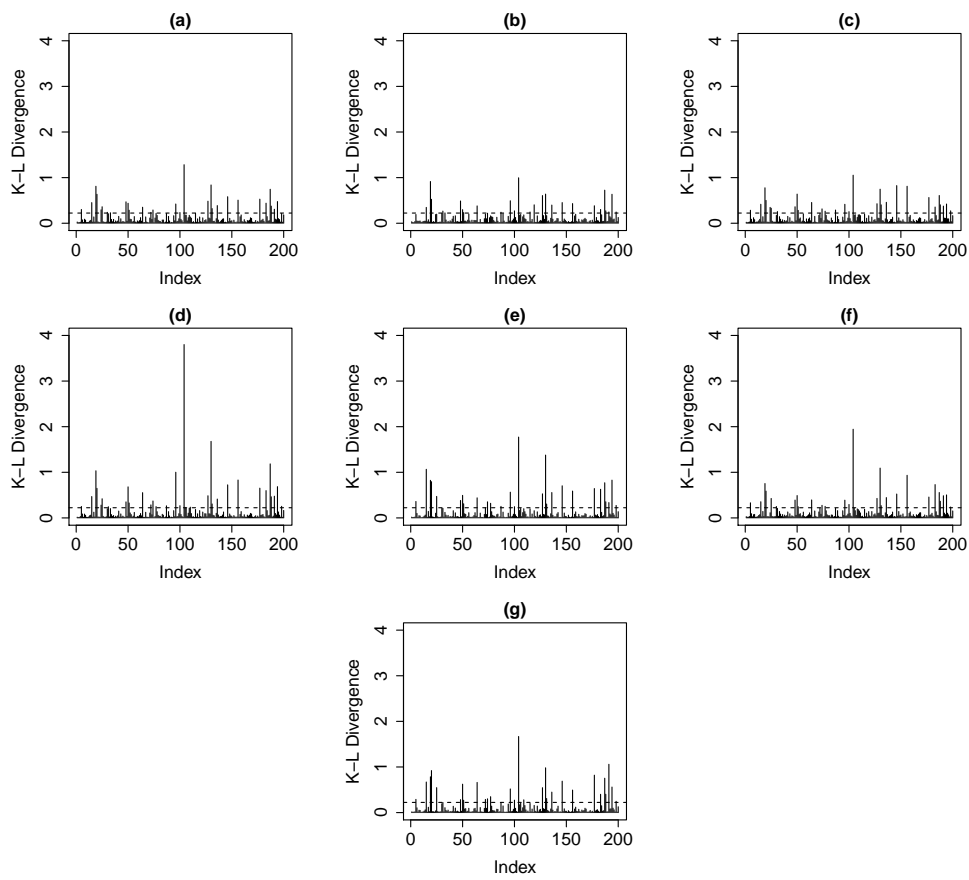 (a) (b) (c)
K−L Divergence K−L Divergence K−L Divergence
4 4 4
3 3 3
2 2 2
1 1 1
0 0 0
0 50 100 150 200 0 50 100 150 200 0 50 100 150 200
Index Index Index
(d) (e) (f)
K−L Divergence K−L Divergence K−L Divergence
4 4 4
3 3 3
2 2 2
1 1 1
0 0 0
0 50 100 150 200 0 50 100 150 200 0 50 100 150 200
Index Index Index
(g)
K−L Divergence
4
3
2
1
0
0 50 100 150 200
Index